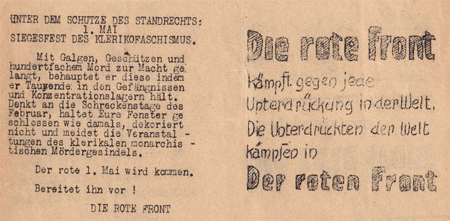 UNTER DEM SCHUTZE DES STANDRECHTS:
1. MAI
SIEGESFEST DES KLERIKOFASCHISMUS.
Mit Galgen, Geschützen und
hundertfachem Mord zur Macht ge
langt, behauptet er diese indem
er Tausende in den Gefängnissen
und Konzentrationslagern hält.
Denkt an die Schreckenstage des
Februar, haltet Eure Fenster ge
schlossen wie damals, dekoriert
nicht und meidet die Veranstal -
tungen des klerikalen monarchis -
tischen Mördergesindels.
Der rote 1. Mai wird kommen.
Bereitet ihn vor !
DIE ROTE FRONT
Die rote Front
kämpft gegen jede
Unterdrückung in der Welt.
Die Unterdrückten der Welt
kämpfen in
Der roten Front